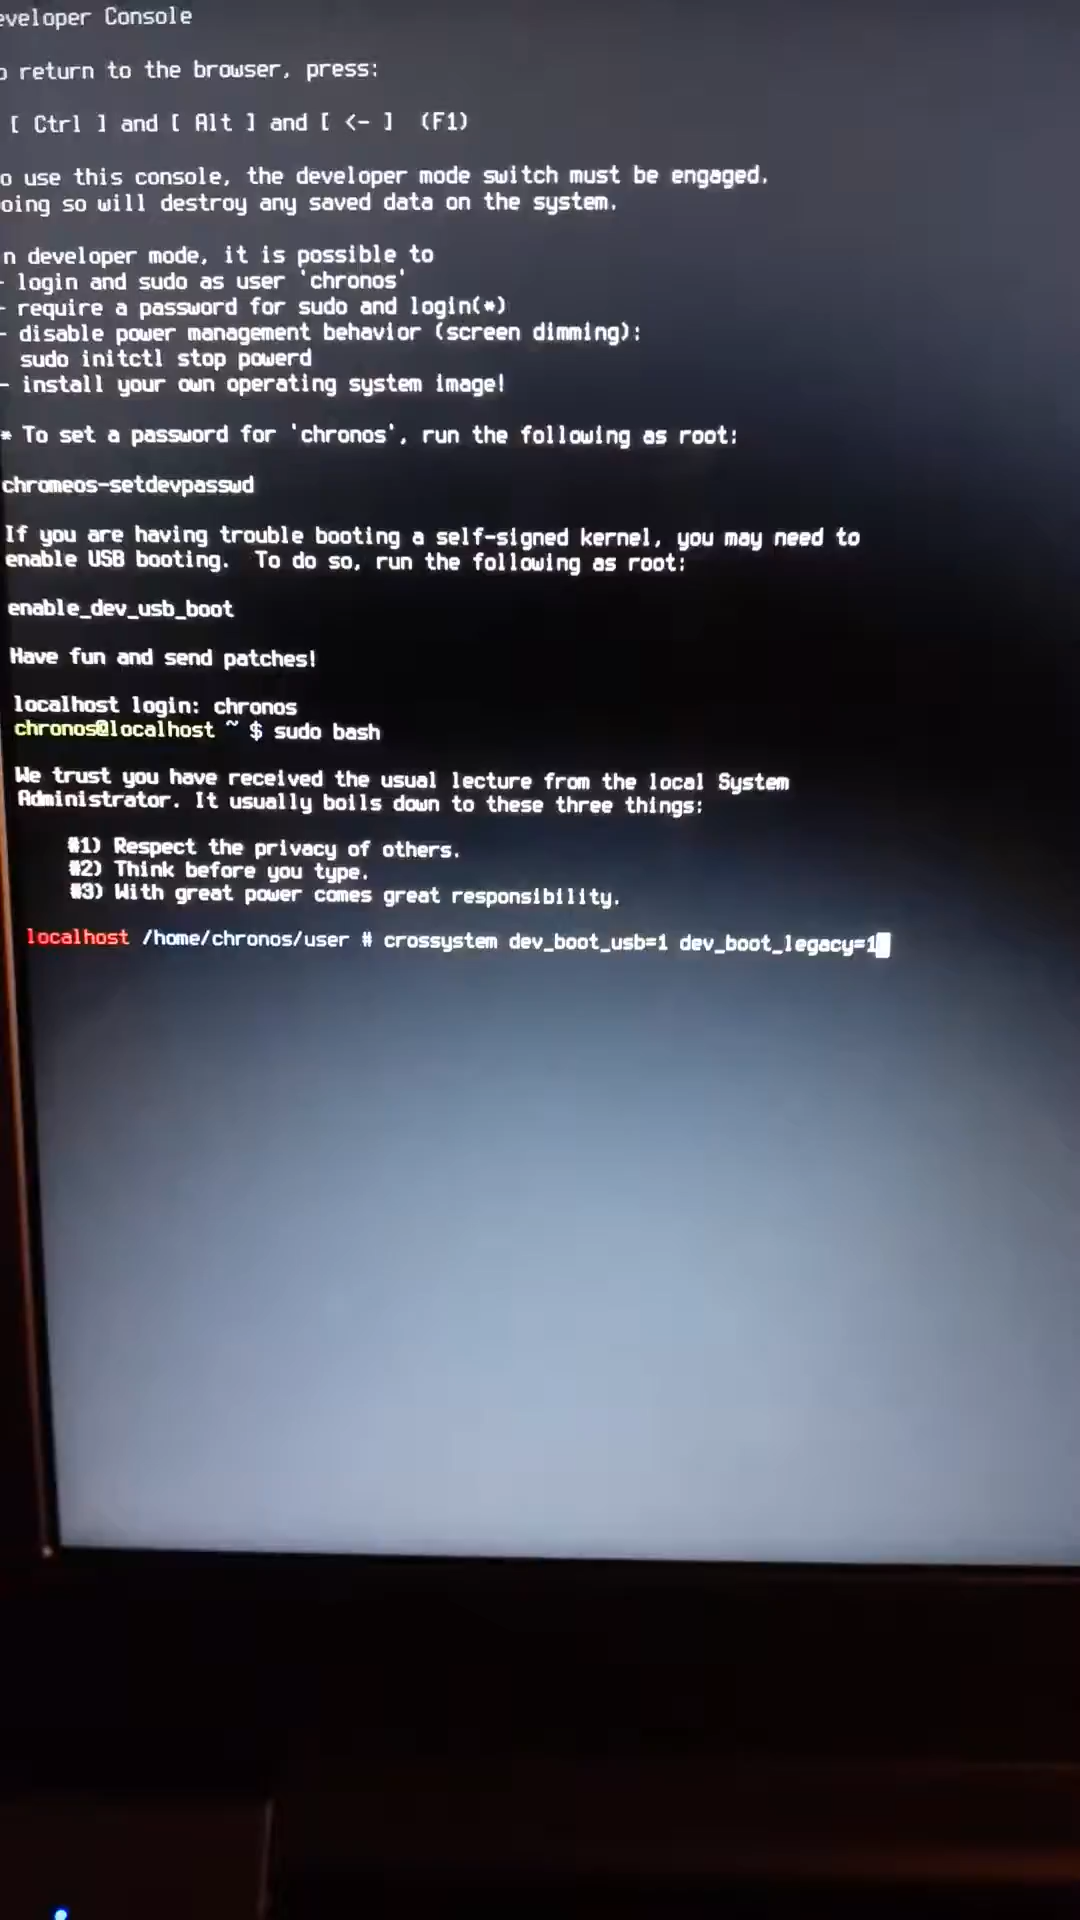 eveloper Console
o return to the browser, press:
[ Ctrl ] and [ Alt ] and [ <- ] (F1)
o use this console, the developer mode switch must be engaged.
oing so will destroy any saved data on the system.
n developer mode, it is possible to
- login and sudo as user 'chronos'
- require a password for sudo and login(*)
- disable power management behavior (screen dimming):
sudo initctl stop powerd
- install your own operating system image!
* To set a password for 'chronos', run the following as root:
chromeos-setdevpasswd
If you are having trouble booting a self-signed kernel, you may need to
enable USB booting.  To do so, run the following as root:
enable_dev_usb_boot
Have fun and send patches!
localhost login: chronos
chronos@localhost ~ $ sudo bash
We trust you have received the usual lecture from the local System
Administrator. It usually boils down to these three things:
#1) Respect the privacy of others.
#2) Think before you type.
#3) With great power comes great responsibility.
localhost /home/chronos/user # crossystem dev_boot_usb=1 dev_boot_legacy=1